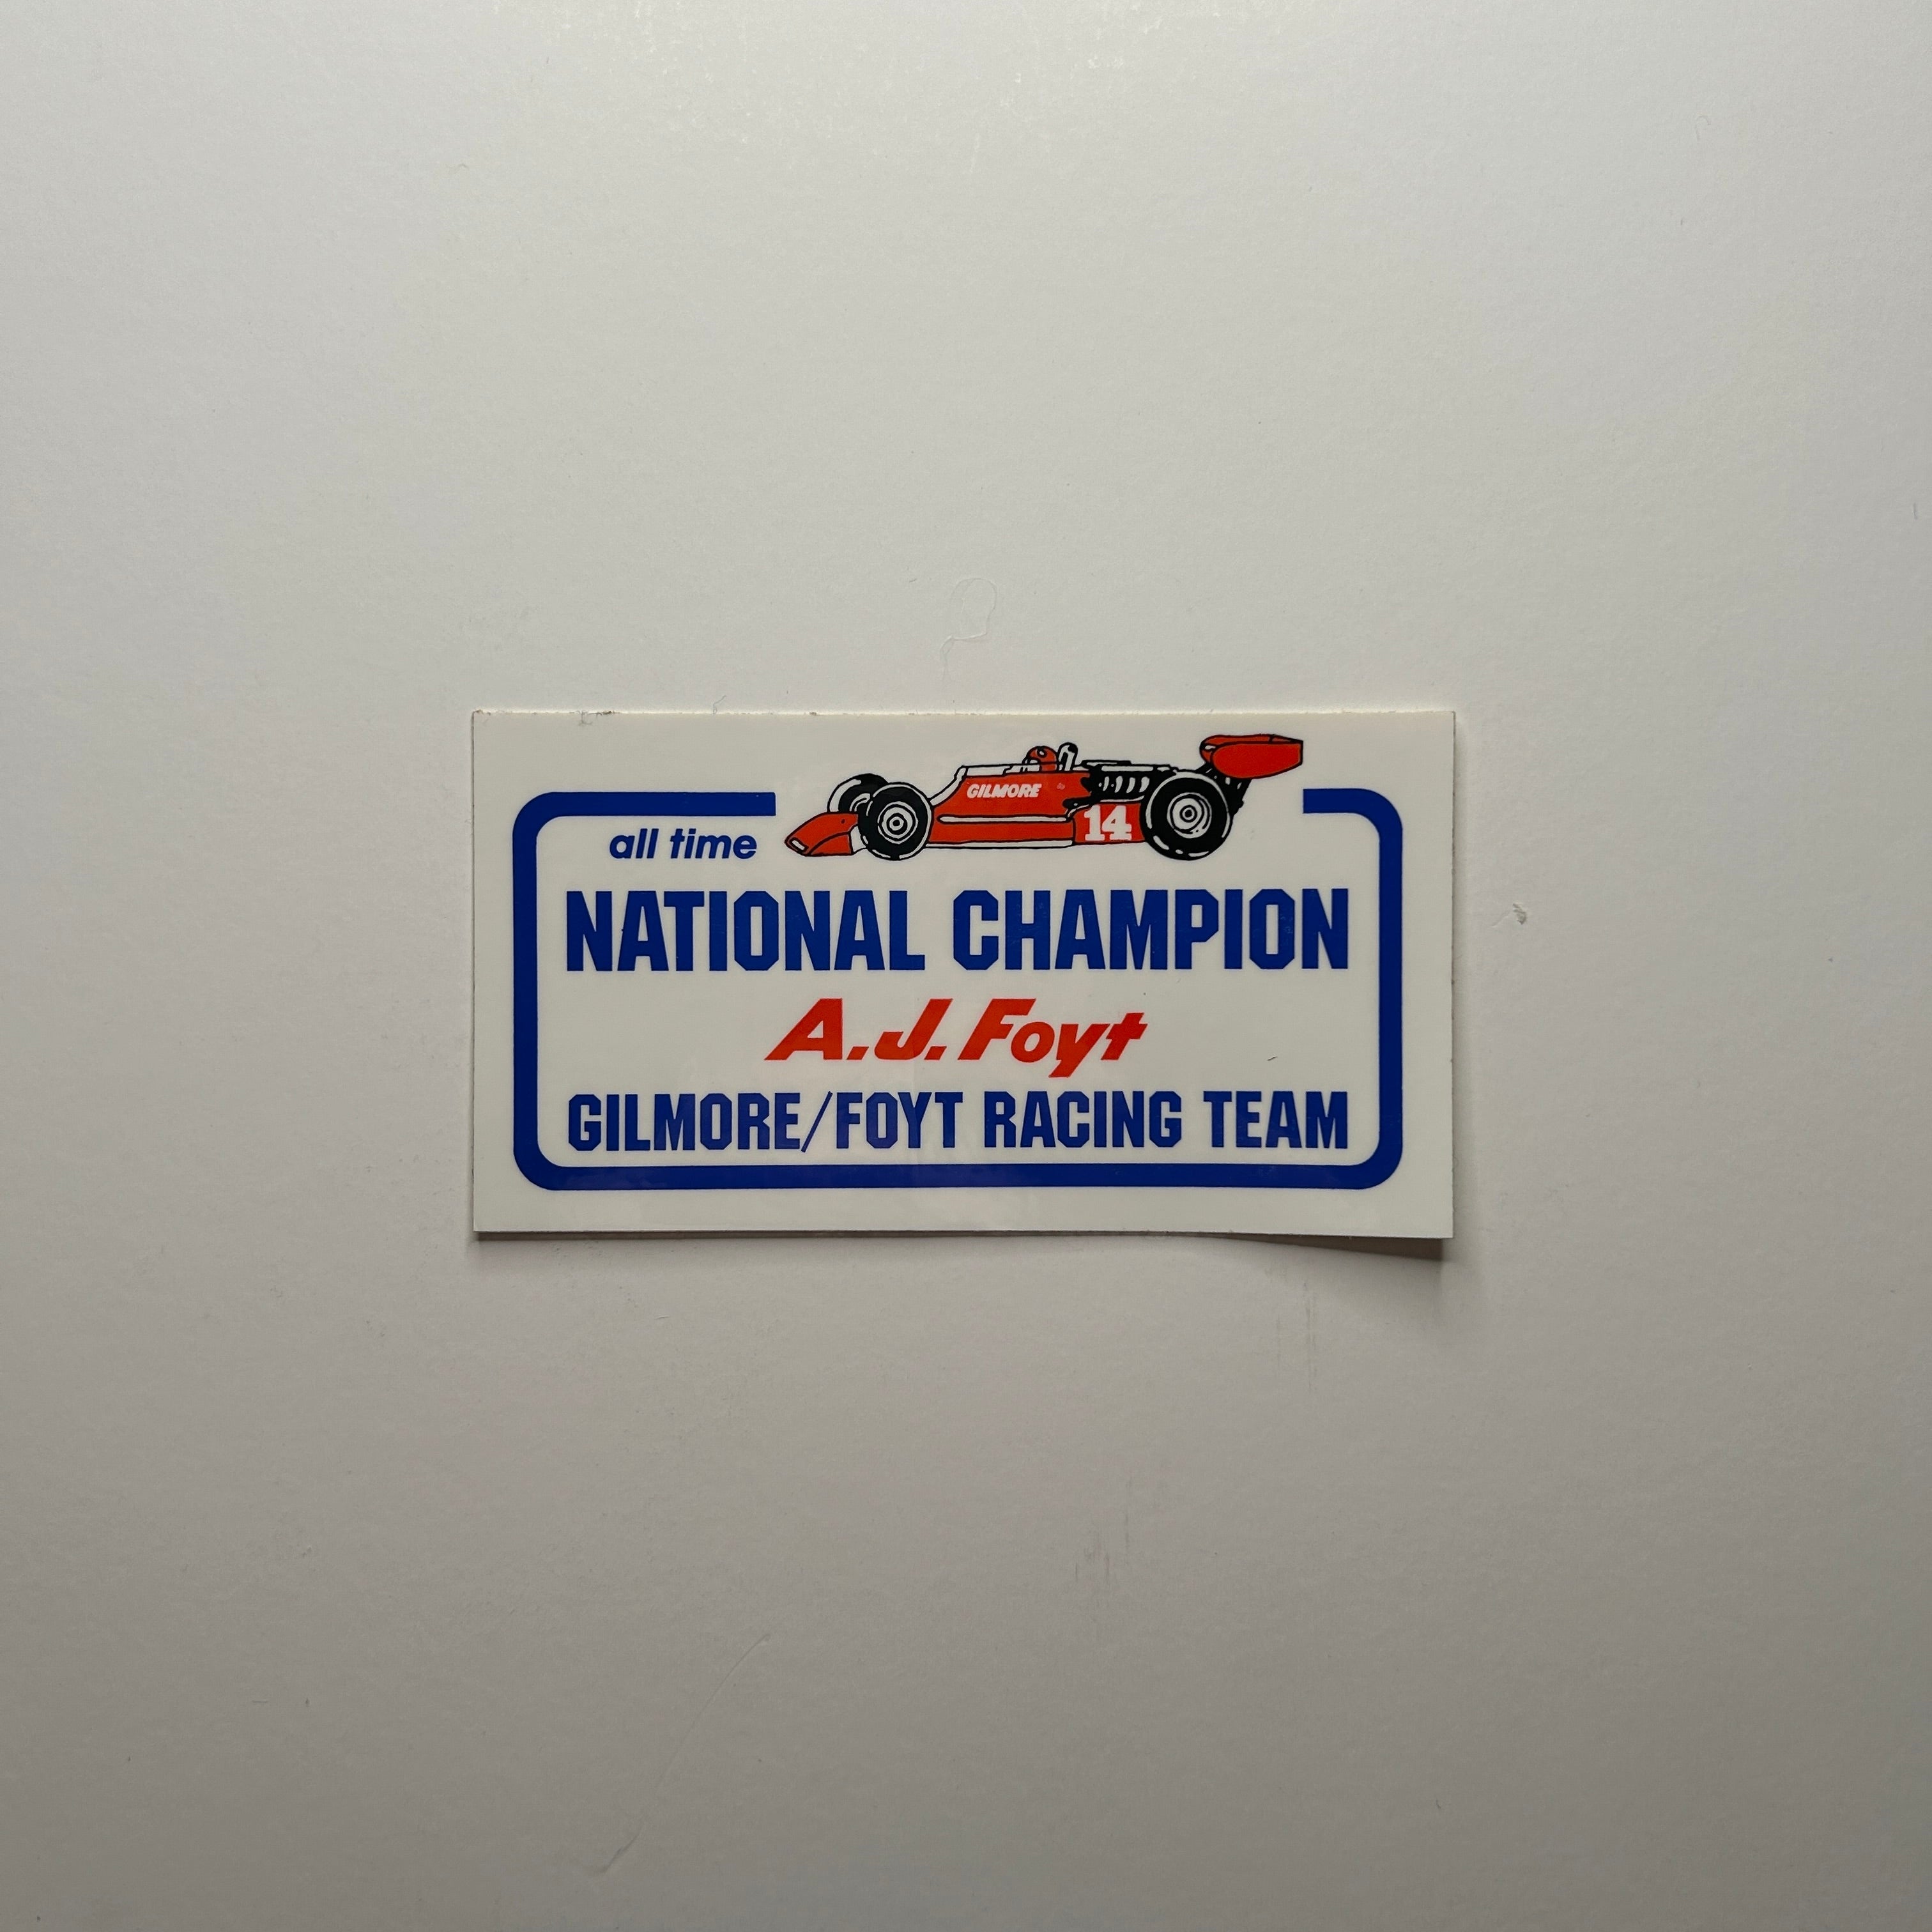 GILMORE
14
all time
NATIONAL CHAMPION
A.J. Foyt
GILMORE/FOYT RACING TEAM